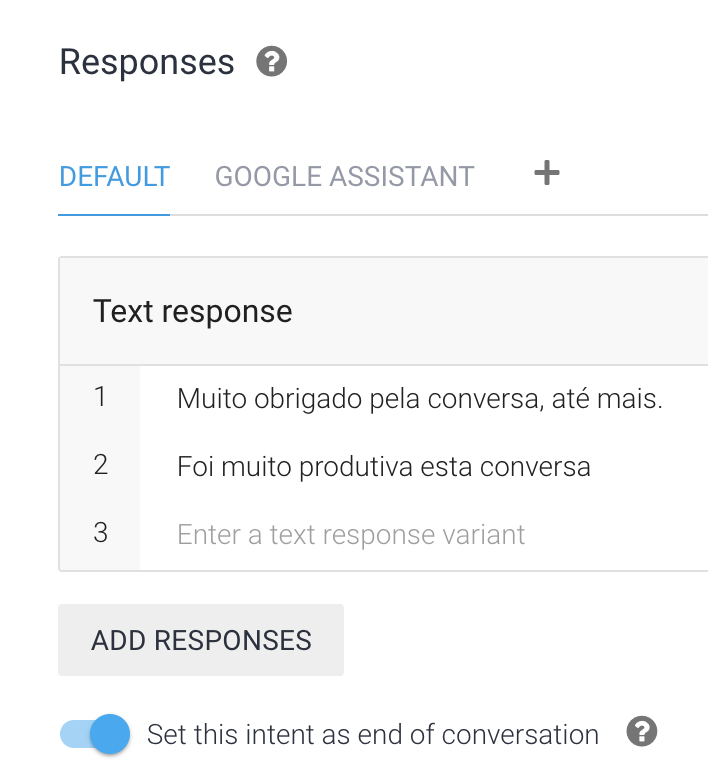 Responses ?
DEFAULT GOOGLE ASSISTANT +
Text response
1 Muito obrigado pela conversa, até mais.
2 Foi muito produtiva esta conversa
3 Enter a text response variant
ADD RESPONSES
Set this intent as end of conversation ?